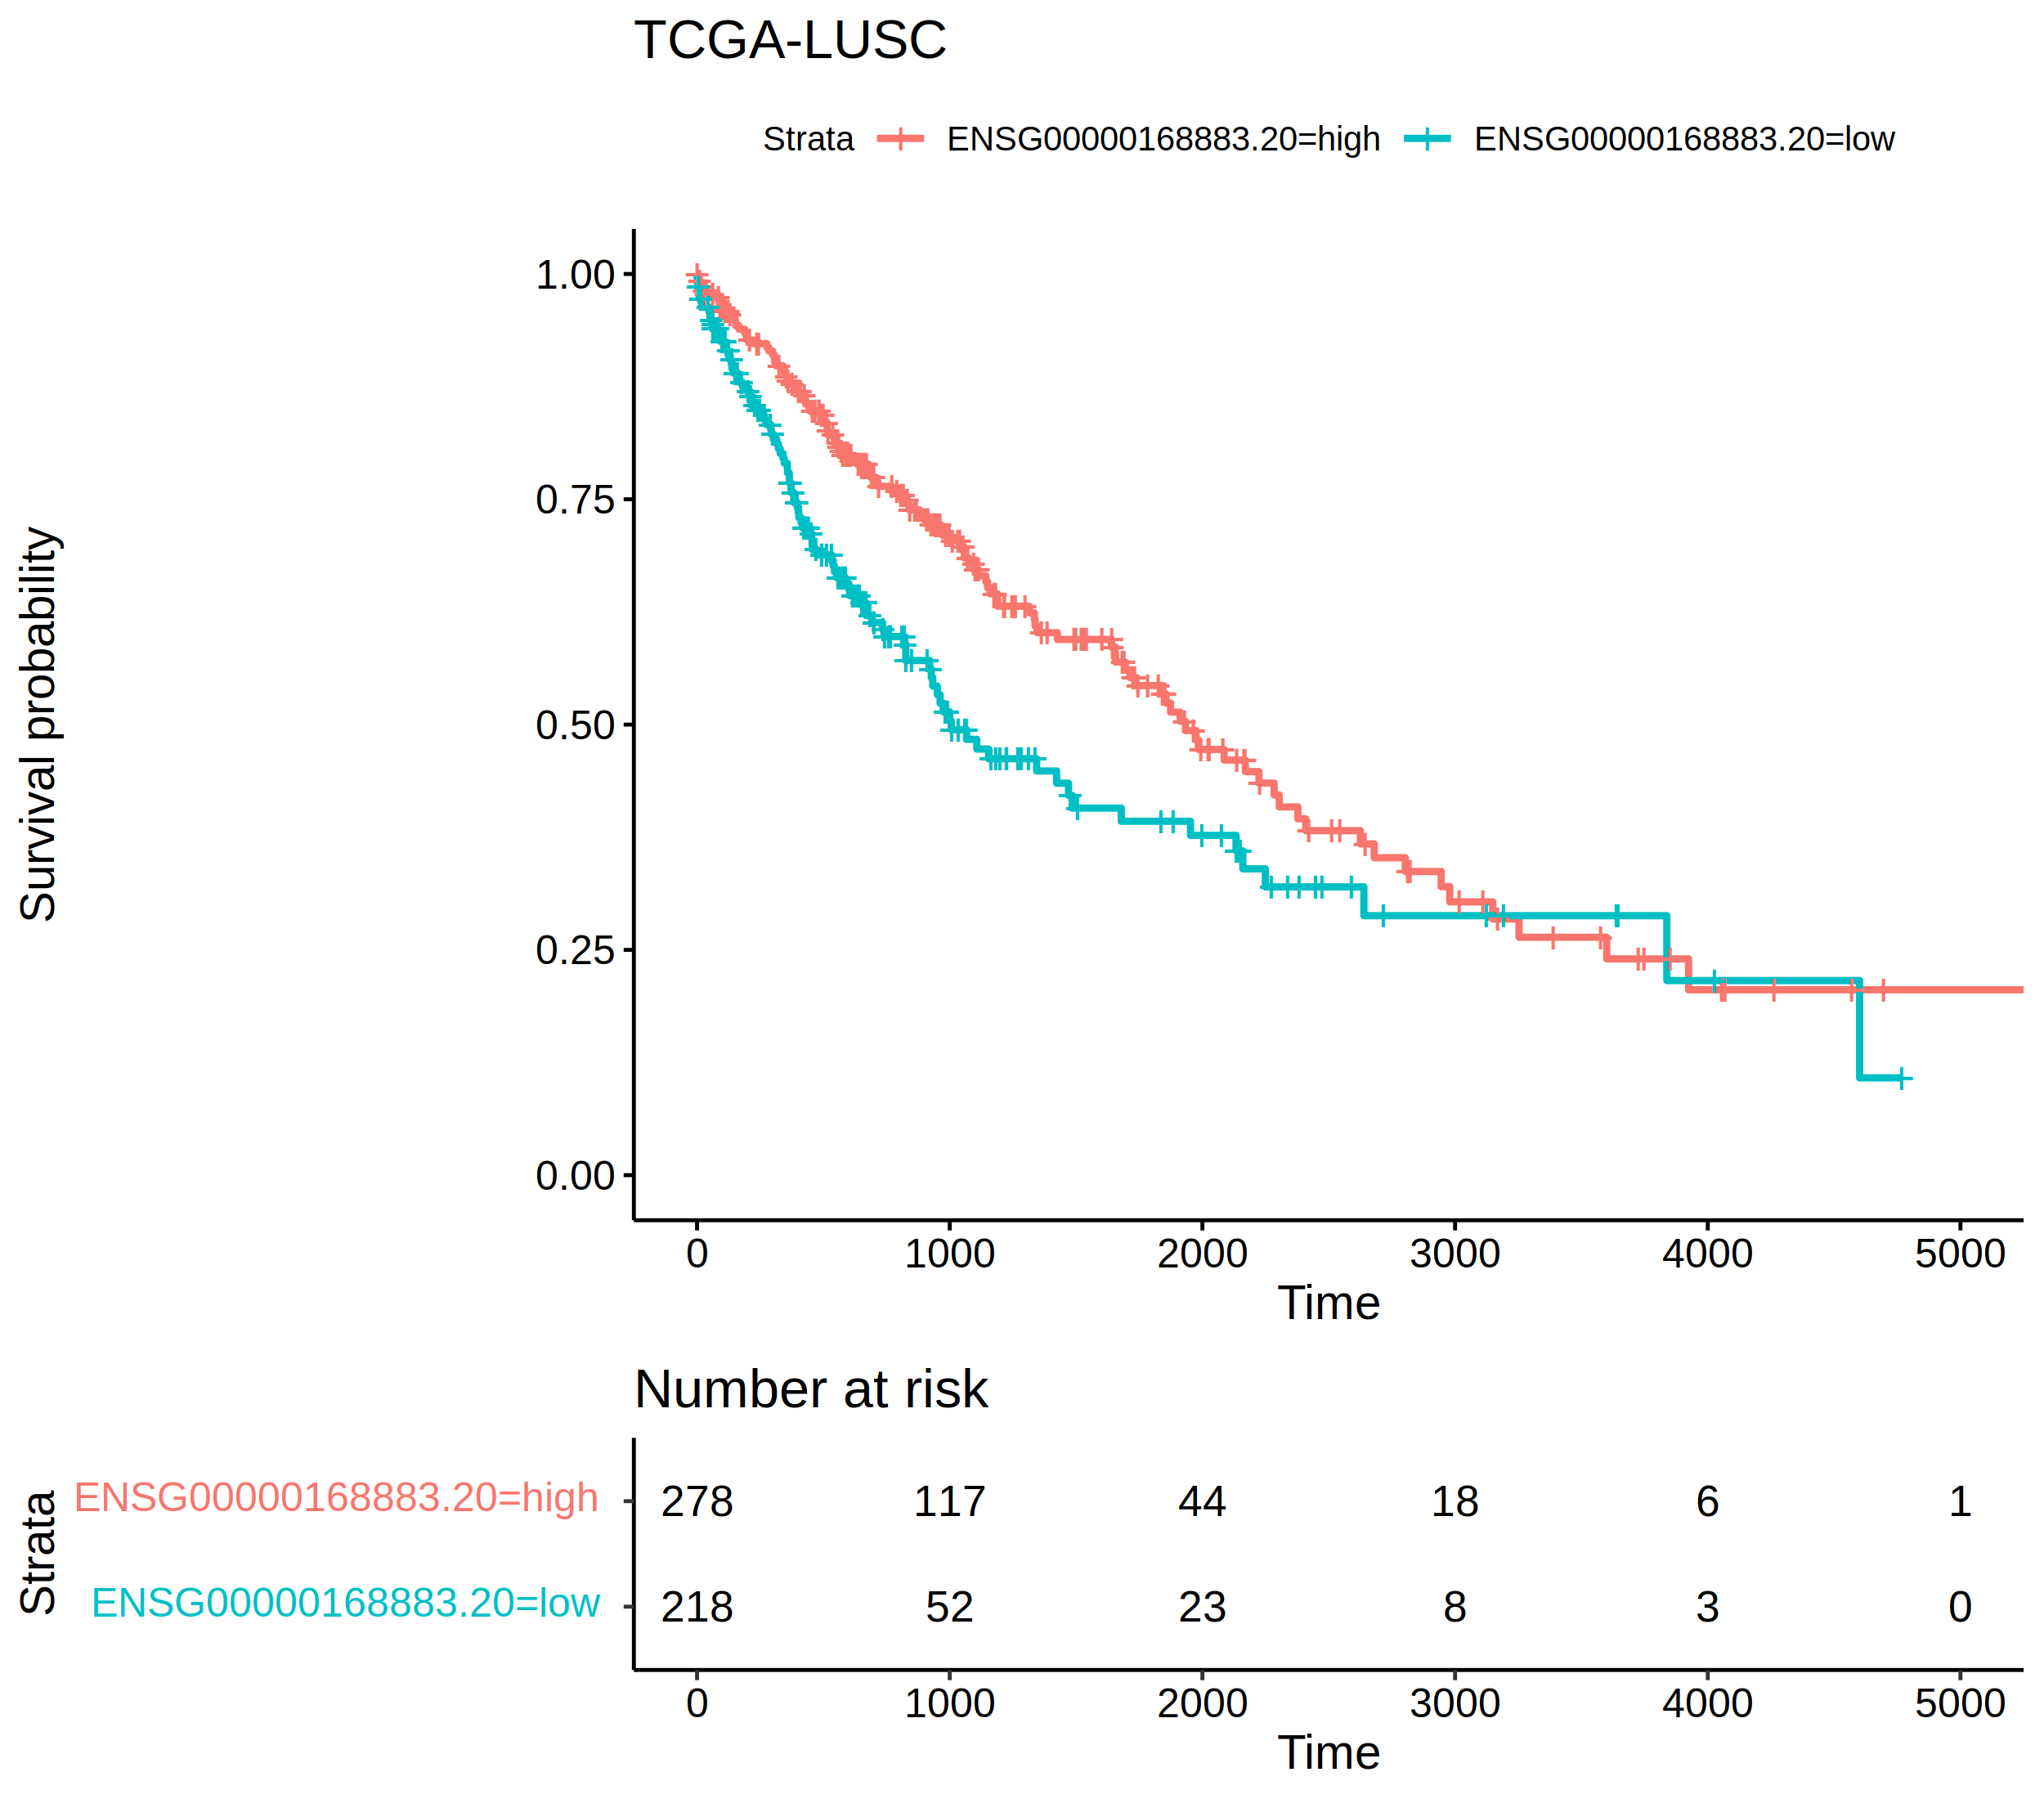 TCGA-LUSC
Strata ENSG00000168883.20=high ENSG00000168883.20=low
Survival probability
1.00
0.75
0.50
0.25
0.00
0 1000 2000 3000 4000 5000
Time
Number at risk
Strata
ENSG00000168883.20=high 278 117 44 18 6 1
ENSG00000168883.20=low 218 52 23 8 3 0
0 1000 2000 3000 4000 5000
Time